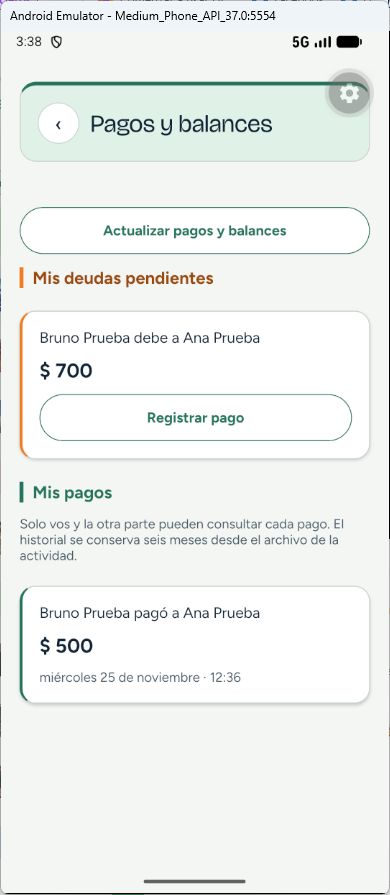 Android Emulator - Medium_Phone_API_37.0:5554
3:38
5G
‹ Pagos y balances
Actualizar pagos y balances
Mis deudas pendientes
Bruno Prueba debe a Ana Prueba
$ 700
Registrar pago
Mis pagos
Solo vos y la otra parte pueden consultar cada pago. El
historial se conserva seis meses desde el archivo de la
actividad.
Bruno Prueba pagó a Ana Prueba
$ 500
miércoles 25 de noviembre · 12:36